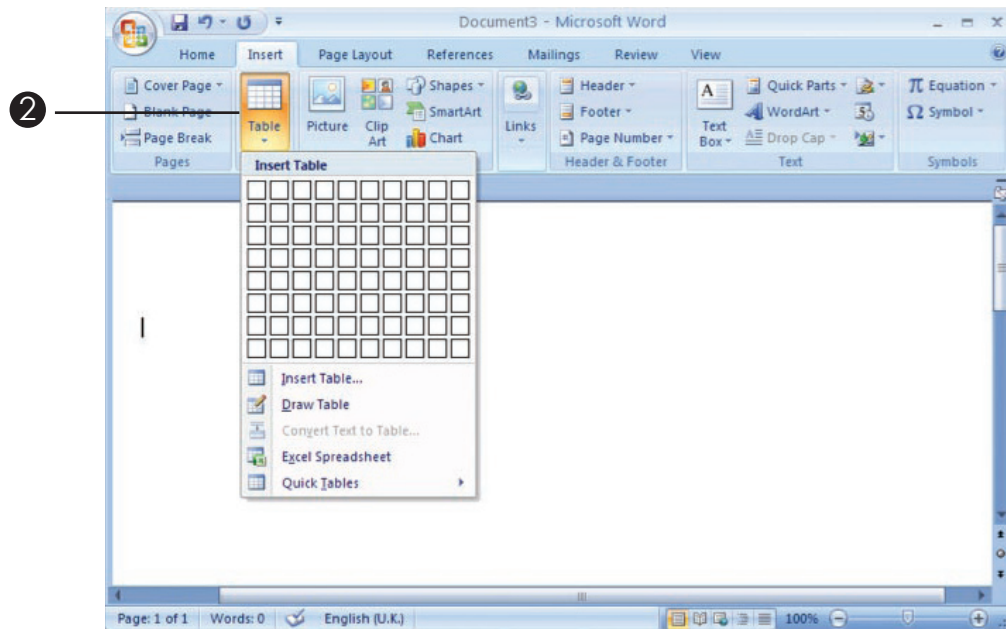 Document3 - Microsoft Word
Home Insert Page Layout References Mailings Review View
Cover Page Shapes Header A Quick Parts π Equation
2 Blank Page SmartArt Footer WordArt Ω Symbol
Page Break Table Picture Clip Art Chart Links Page Number Text Box Drop Cap
Pages Header & Footer Text Symbols
Insert Table
Insert Table...
Draw Table
Convert Text to Table...
Excel Spreadsheet
Quick Tables
Page: 1 of 1 Words: 0 English (U.K.) 100%